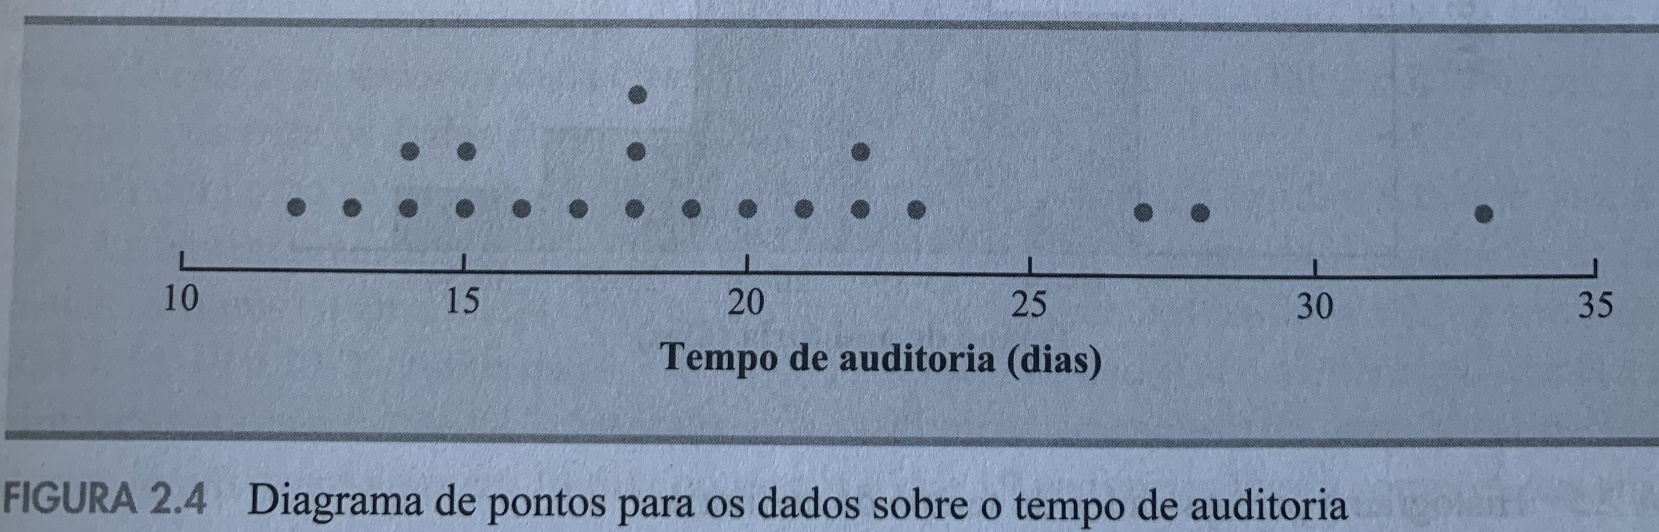 10 15 20 25 30 35
Tempo de auditoria (dias)
FIGURA 2.4 Diagrama de pontos para os dados sobre o tempo de auditoria